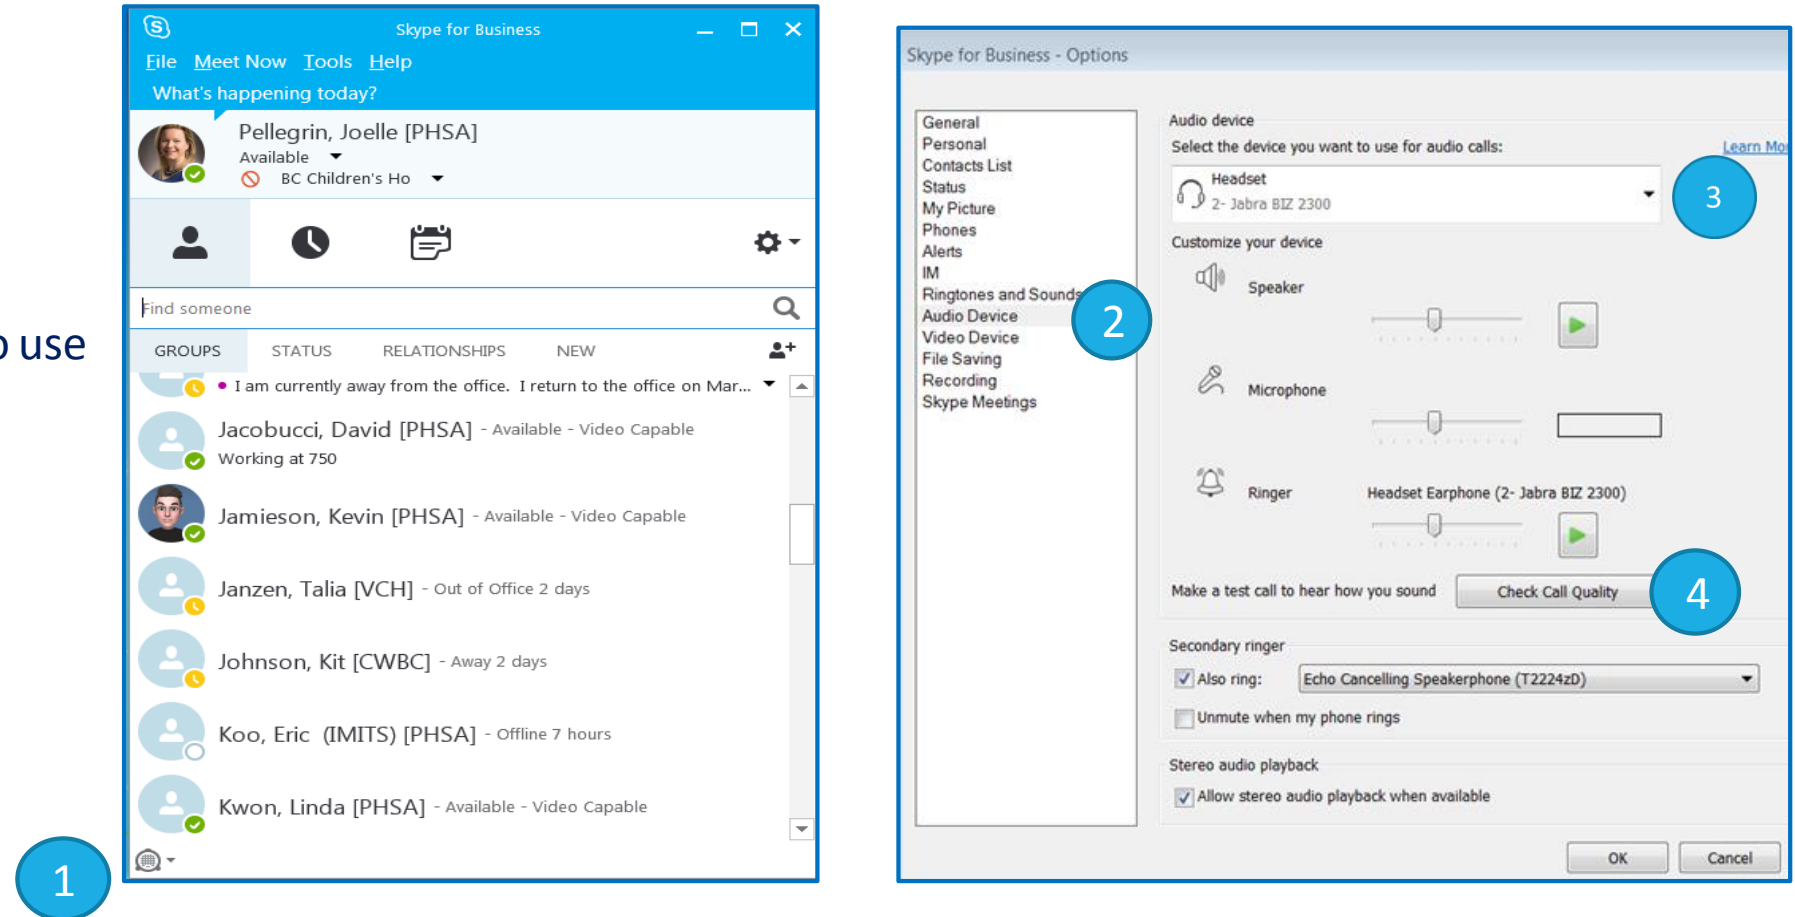 o use
1
Skype for Business
File Meet Now Tools Help
What's happening today?
Pellegrin, Joelle [PHSA]
Available
BC Children's Ho
Find someone
GROUPS STATUS RELATIONSHIPS NEW
I am currently away from the office. I return to the office on Mar...
Jacobucci, David [PHSA] - Available - Video Capable
Working at 750
Jamieson, Kevin [PHSA] - Available - Video Capable
Janzen, Talia [VCH] - Out of Office 2 days
Johnson, Kit [CWBC] - Away 2 days
Koo, Eric (IMITS) [PHSA] - Offline 7 hours
Kwon, Linda [PHSA] - Available - Video Capable
Skype for Business - Options
General
Personal
Contacts List
Status
My Picture
Phones
Alerts
IM
Ringtones and Sounds
Audio Device
Video Device
File Saving
Recording
Skype Meetings
2
Audio device
Select the device you want to use for audio calls:
Learn Mo
Headset
2- Jabra BIZ 2300
3
Customize your device
Speaker
Microphone
Ringer Headset Earphone (2- Jabra BIZ 2300)
Make a test call to hear how you sound Check Call Quality
4
Secondary ringer
Also ring: Echo Cancelling Speakerphone (T2224zD)
Unmute when my phone rings
Stereo audio playback
Allow stereo audio playback when available
OK Cancel